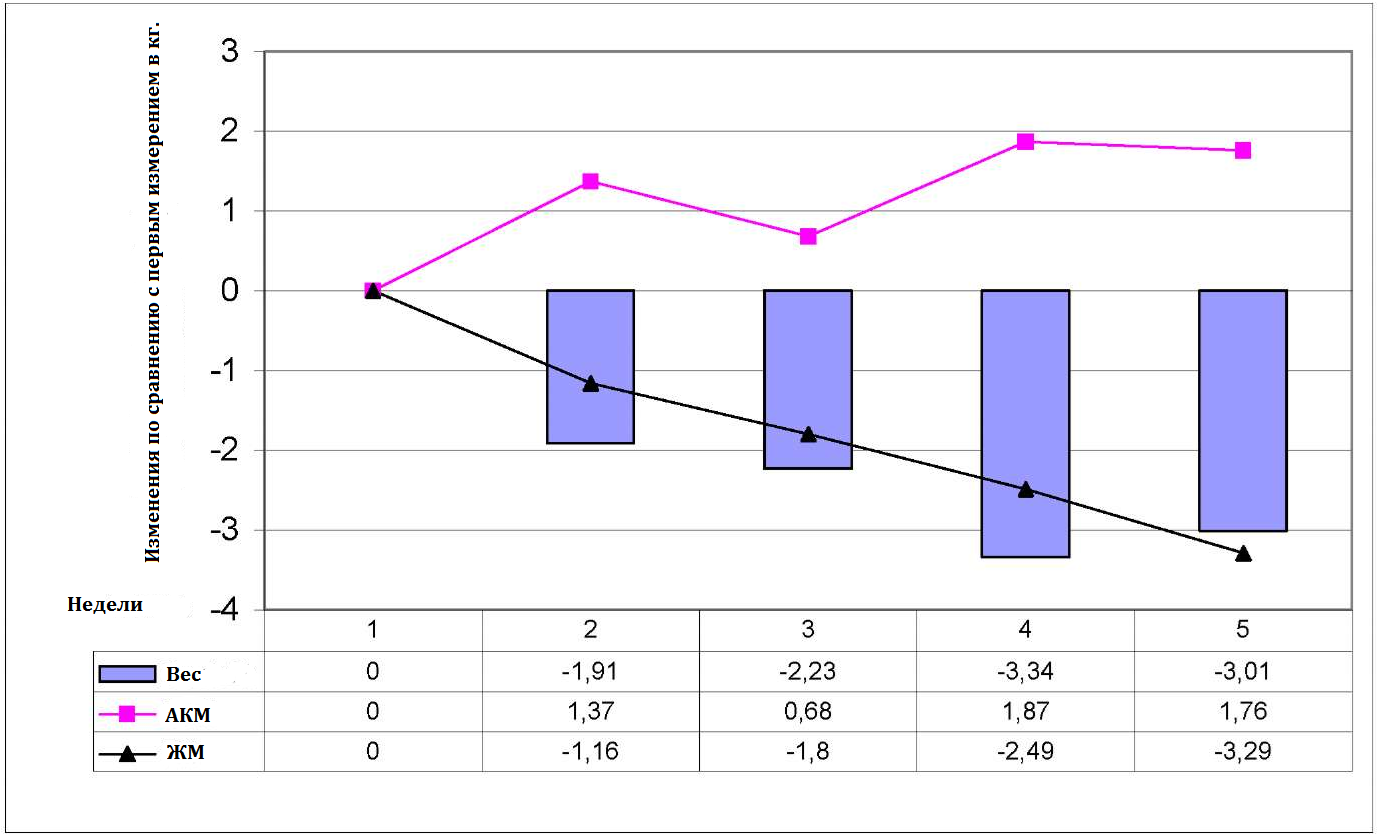 Изменения по сравнению с первым измерением в кг.
3
2
1
0
-1
-2
-3
-4
Недели
1 2 3 4 5
Вес 0 -1,91 -2,23 -3,34 -3,01
АКМ 0 1,37 0,68 1,87 1,76
ЖМ 0 -1,16 -1,8 -2,49 -3,29